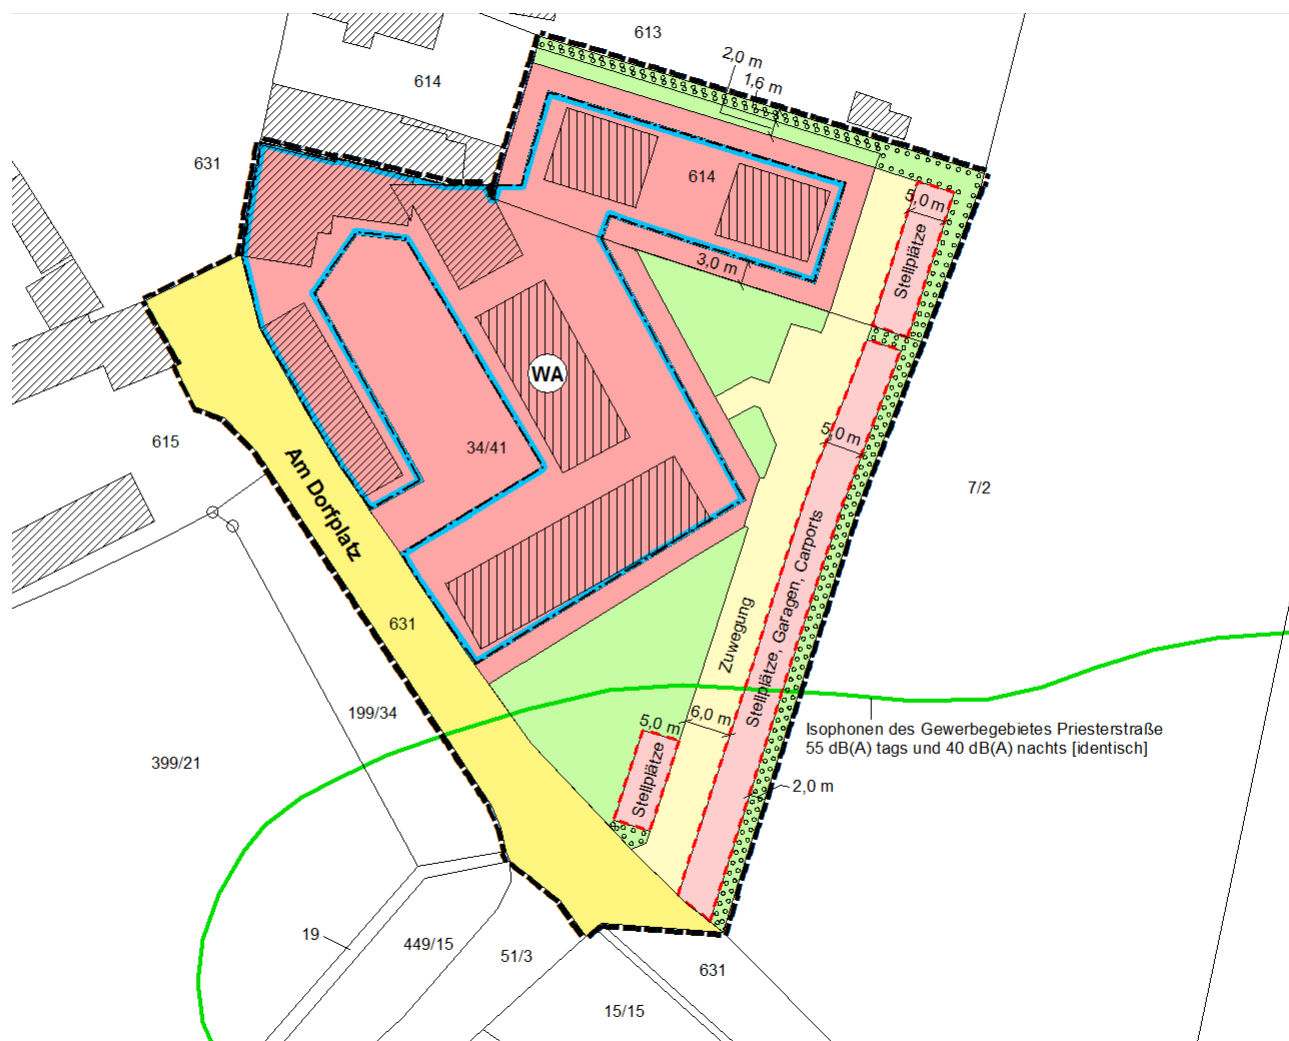 613
2,0 m
1,6 m
614
631
614
5,0 m
Stellplätze
3,0 m
WA
5,0 m
615
34/41
7/2
Am Dorfplatz
Stellplätze, Garagen, Carports
Zuwegung
631
199/34
6,0 m
5,0 m
Isophonen des Gewerbegebietes Priesterstraße
55 dB(A) tags und 40 dB(A) nachts [identisch]
399/21
Stellplätze
2,0 m
19
449/15
51/3
631
15/15